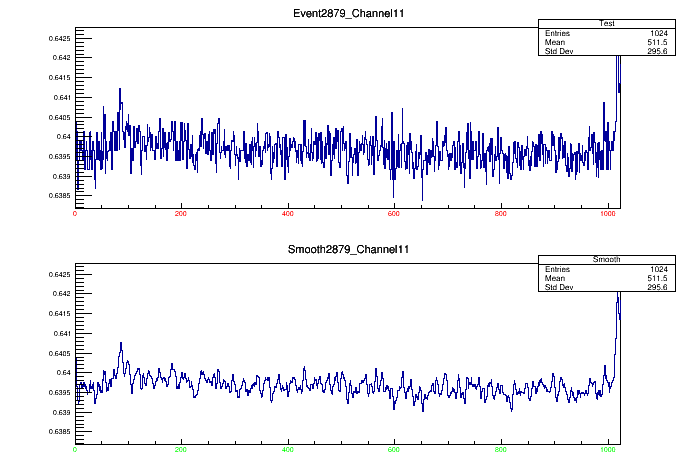 Event2879_Channel11
Test
Entries 1024
Mean 511.5
Std Dev 295.6
0.6425
0.642
0.6415
0.641
0.6405
0.64
0.6395
0.639
0.6385
0 200 400 600 800 1000
Smooth2879_Channel11
Smooth
Entries 1024
Mean 511.5
Std Dev 295.6
0.6425
0.642
0.6415
0.641
0.6405
0.64
0.6395
0.639
0.6385
0 200 400 600 800 1000